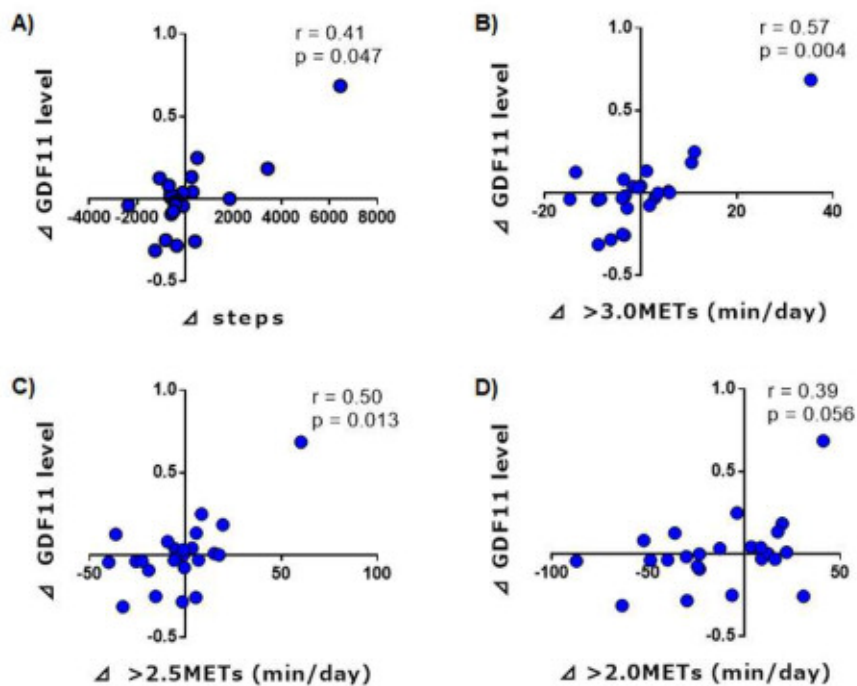 A)
r = 0.41
p = 0.047
1.0
0.5
-4000 -2000 0 2000 4000 6000 8000
-0.5
⊿ GDF11 level
⊿ steps
B)
r = 0.57
p = 0.004
1.0
0.5
-20 20 40
-0.5
⊿ GDF11 level
⊿ >3.0METs (min/day)
C)
r = 0.50
p = 0.013
1.0
0.5
-50 50 100
-0.5
⊿ GDF11 level
⊿ >2.5METs (min/day)
D)
r = 0.39
p = 0.056
1.0
0.5
-100 -50 50
-0.5
⊿ GDF11 level
⊿ >2.0METs (min/day)